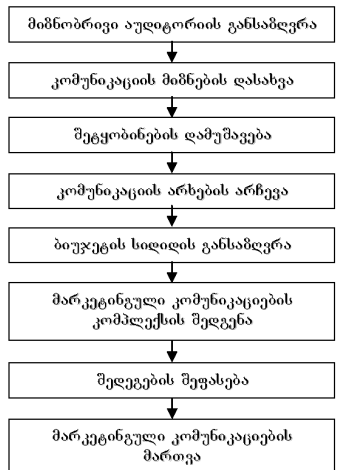 მიზნობრივი აუდიტორიის განსაზღვრა
კომუნიკაციის მიზნების დასახვა
შეტყობინების დამუშავება
კომუნიკაციის არხების არჩევა
ბიუჯეტის სიდიდის განსაზღვრა
მარკეტინგული კომუნიკაციების
კომპლექსის შედგენა
შედეგების შეფასება
მარკეტინგული კომუნიკაციების
მართვა